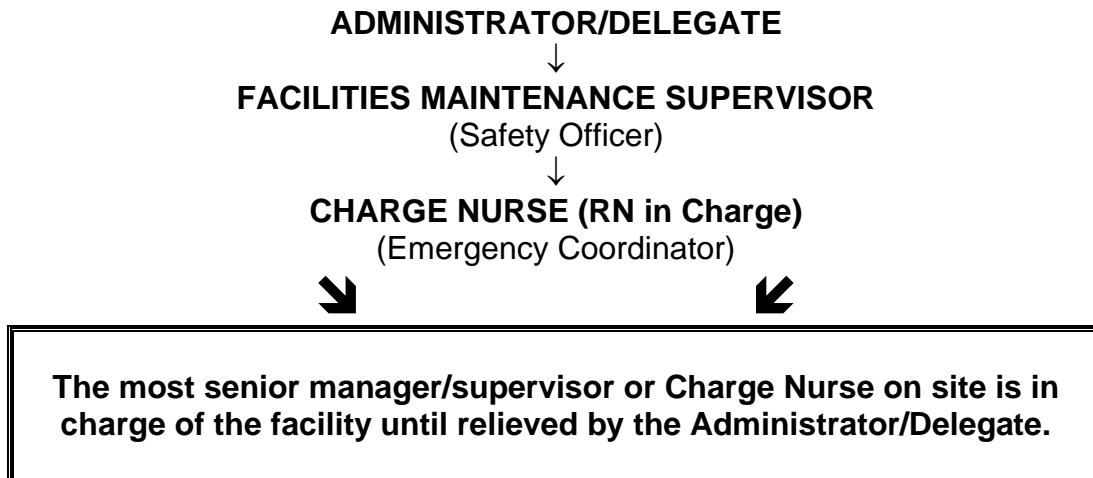 ADMINISTRATOR/DELEGATE
↓
FACILITIES MAINTENANCE SUPERVISOR
(Safety Officer)
↓
CHARGE NURSE (RN in Charge)
(Emergency Coordinator)
The most senior manager/supervisor or Charge Nurse on site is in
charge of the facility until relieved by the Administrator/Delegate.